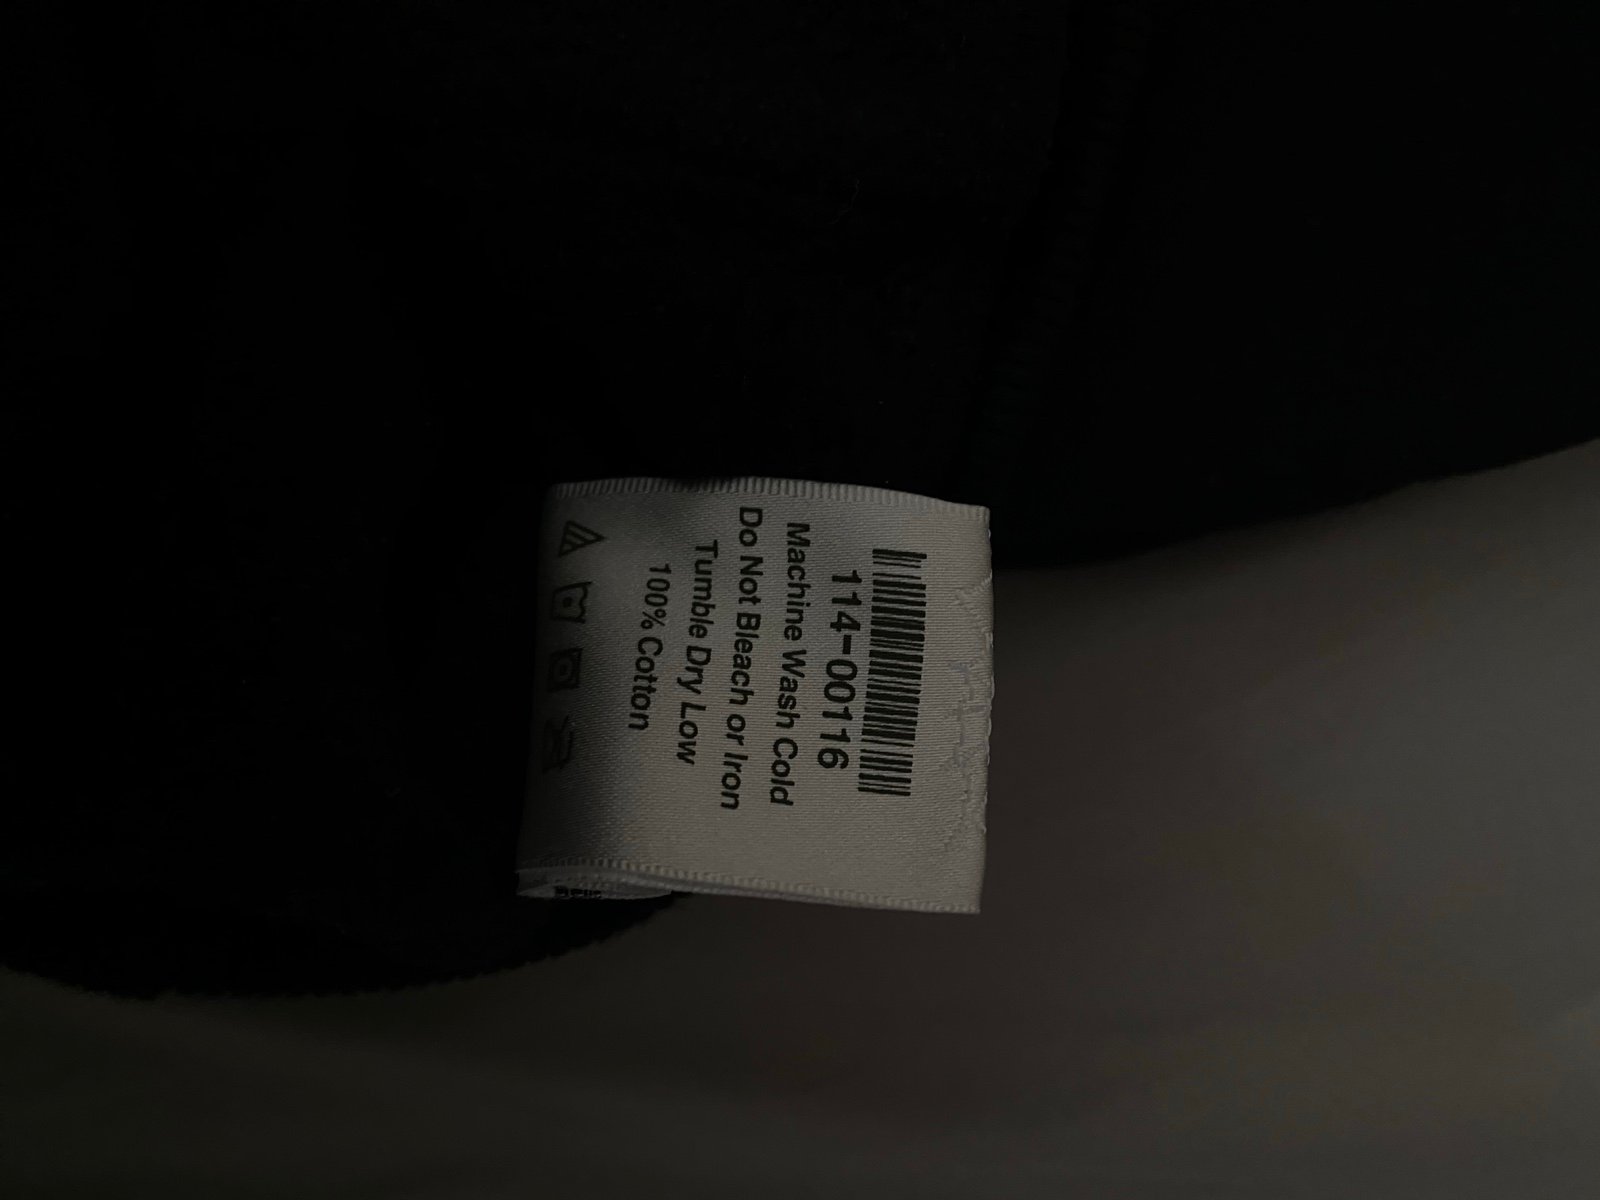 114-00116
Machine Wash Cold
Do Not Bleach or Iron
Tumble Dry Low
100% Cotton